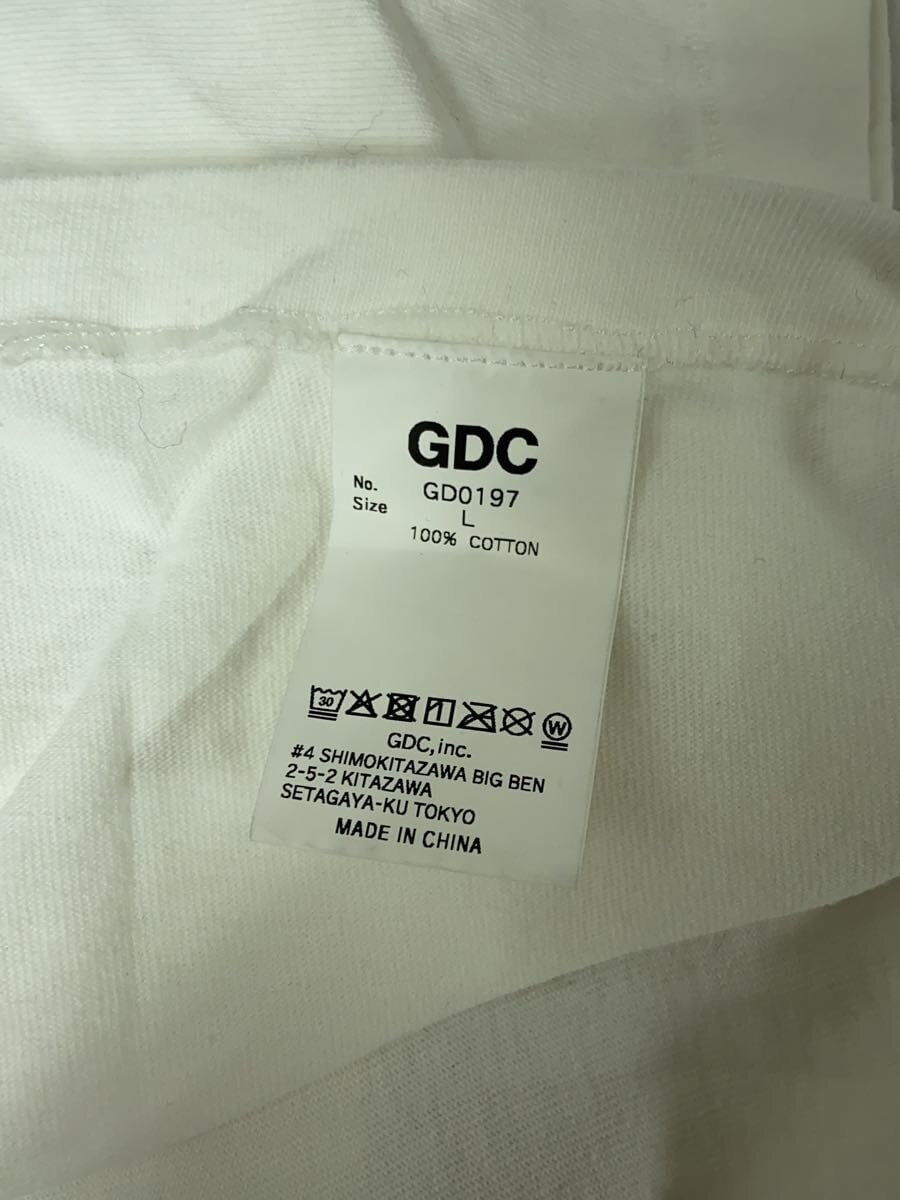 GDC
No. GD0197
Size L
100% COTTON
30 W
GDC,inc.
#4 SHIMOKITAZAWA BIG BEN
2-5-2 KITAZAWA
SETAGAYA-KU TOKYO
MADE IN CHINA